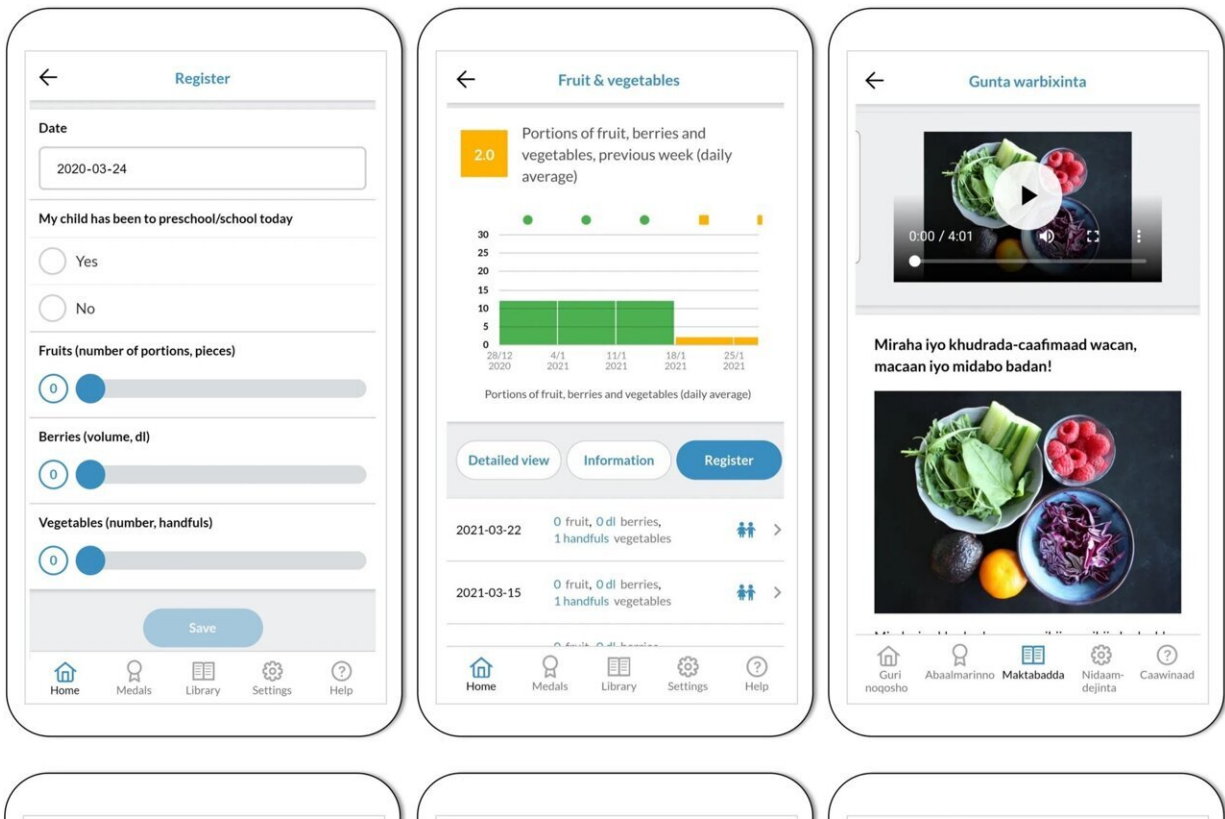 Register
Date
2020-03-24
My child has been to preschool/school today
Yes
No
Fruits (number of portions, pieces)
0
Berries (volume, dl)
0
Vegetables (number, handfuls)
0
Save
Home Medals Library Settings Help
Fruit & vegetables
2.0
Portions of fruit, berries and
vegetables, previous week (daily
average)
30
25
20
15
10
5
0
28/12 4/1 11/1 18/1 25/1
2020 2021 2021 2021 2021
Portions of fruit, berries and vegetables (daily average)
Detailed view Information Register
2021-03-22
0 fruit, 0 dl berries,
1 handfuls vegetables
2021-03-15
0 fruit, 0 dl berries,
1 handfuls vegetables
Home Medals Library Settings Help
Gunta warbixinta
0:00 / 4:01
Miraha iyo khudrada-caafimaad wacan,
macaan iyo midabo badan!
Guri Abaalmarinno Maktabadda Nidaam- Caawinaad
noqosho dejinta